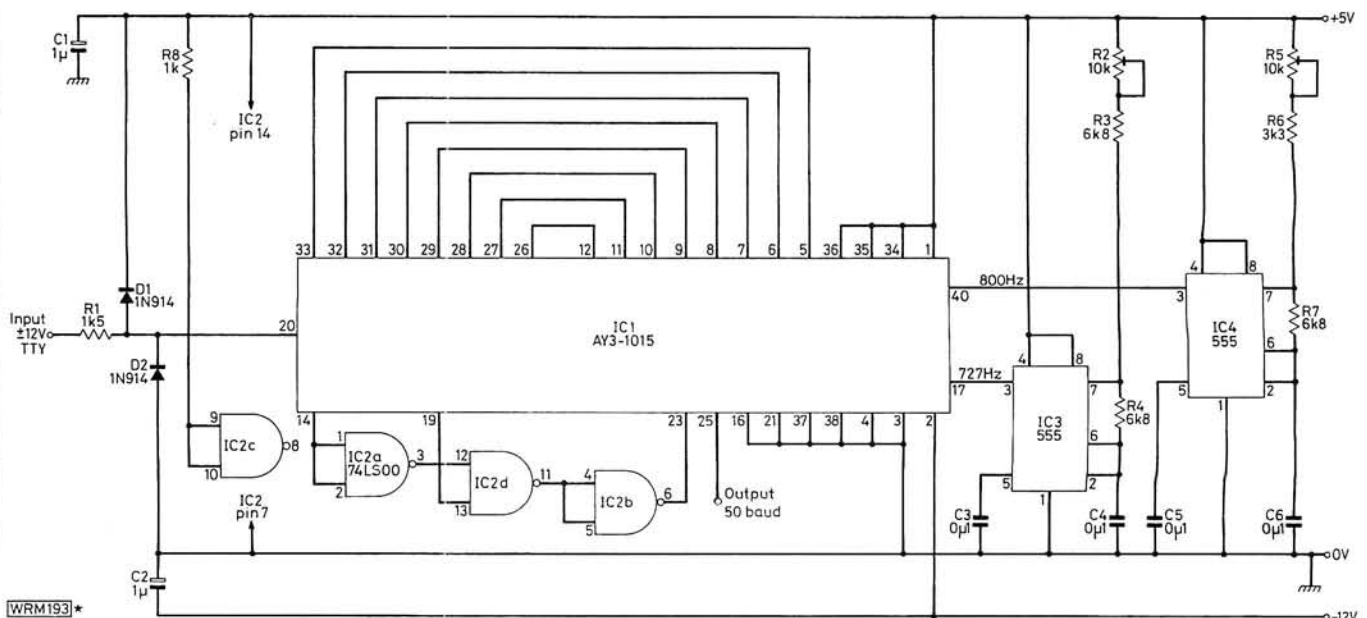 C1
1µ
R8
1k
IC2
pin 14
+5V
R2
10k
R5
10k
R3
6k8
R6
3k3
33 32 31 30 29 28 27 26 12 11 10 9 8 7 6 5 36 35 34 1
D1
1N914
Input
±12V
TTY
R1
1k5
20
IC1
AY3-1015
40
800Hz
4 8
3 7
IC4
555
R7
6k8
6
5 2
1
D2
1N914
17
727Hz
4 8
3 7
IC3
555
R4
6k8
6
5 2
1
14 19 23 25 16 21 37 38 4 3 2
9
10
IC2c
8
1
2
IC2a
74LS00
3
12
13
IC2d
11
4
5
IC2b
6
Output
50 baud
IC2
pin 7
C3
0µ1
C4
0µ1
C5
0µ1
C6
0µ1
0V
C2
1µ
WRM193 *
-12V